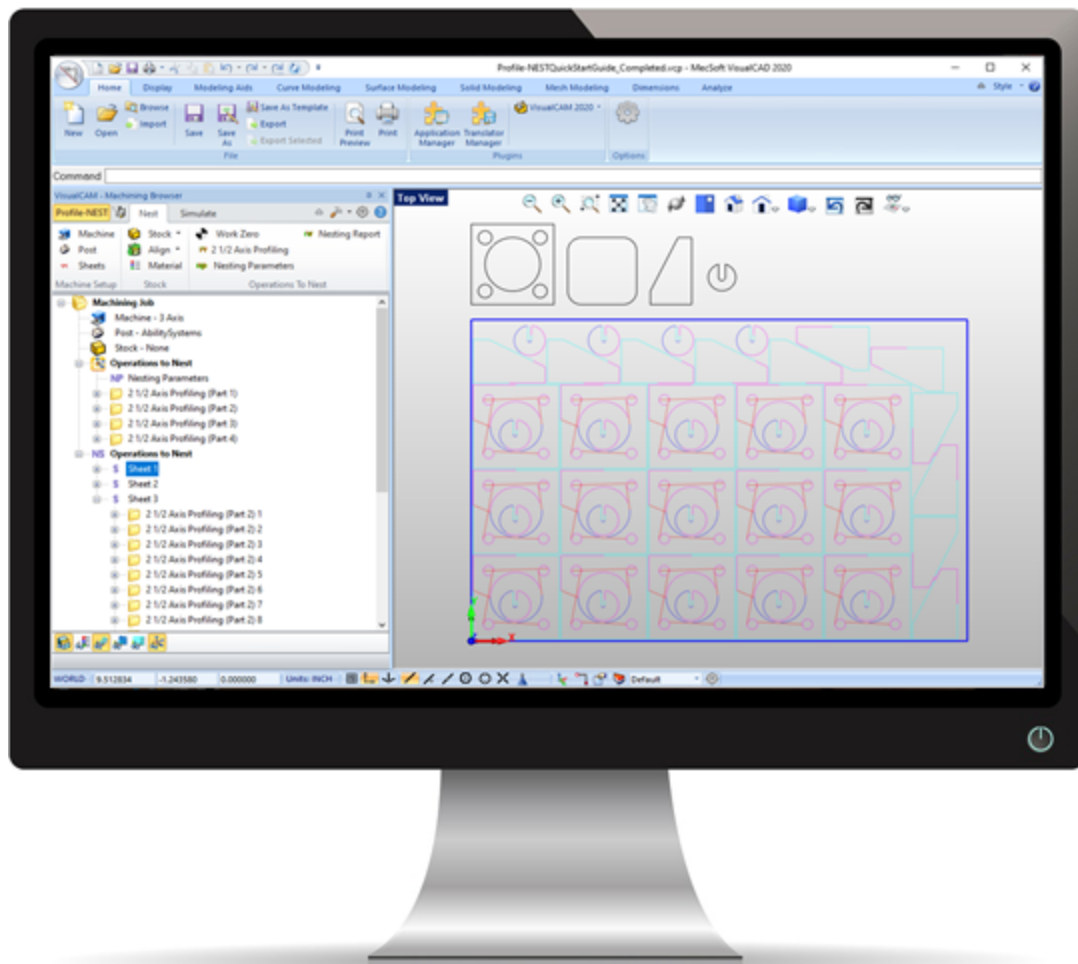 Profile-NESTQuickStartGuide_Completed.vcp - MecSoft VisualCAD 2020
Home Display Modeling Aids Curve Modeling Surface Modeling Solid Modeling Mesh Modeling Dimensions Analyze Style
New Open Browse Import Save Save As Save As Template Export Export Selected Print Preview Print Application Manager Translator Manager VisualCAM 2020
File Plugins Options
Command
VisualCAM - Machining Browser
Top View
Profile-NEST Nest Simulate
Machine Stock Work Zero Nesting Report
Post Align 2 1/2 Axis Profiling
Sheets Material Nesting Parameters
Machine Setup Stock Operations To Nest
Machining Job
Machine - 3 Axis
Post - AbilitySystems
Stock - None
Operations to Nest
NP Nesting Parameters
2 1/2 Axis Profiling (Part 1)
2 1/2 Axis Profiling (Part 2)
2 1/2 Axis Profiling (Part 3)
2 1/2 Axis Profiling (Part 4)
NS Operations to Nest
S Sheet 1
S Sheet 2
S Sheet 3
2 1/2 Axis Profiling (Part 2) 1
2 1/2 Axis Profiling (Part 2) 2
2 1/2 Axis Profiling (Part 2) 3
2 1/2 Axis Profiling (Part 2) 4
2 1/2 Axis Profiling (Part 2) 5
2 1/2 Axis Profiling (Part 2) 6
2 1/2 Axis Profiling (Part 2) 7
2 1/2 Axis Profiling (Part 2) 8
Y
X
WORLD 9.512834 -1.243580 0.000000 Units: INCH Default